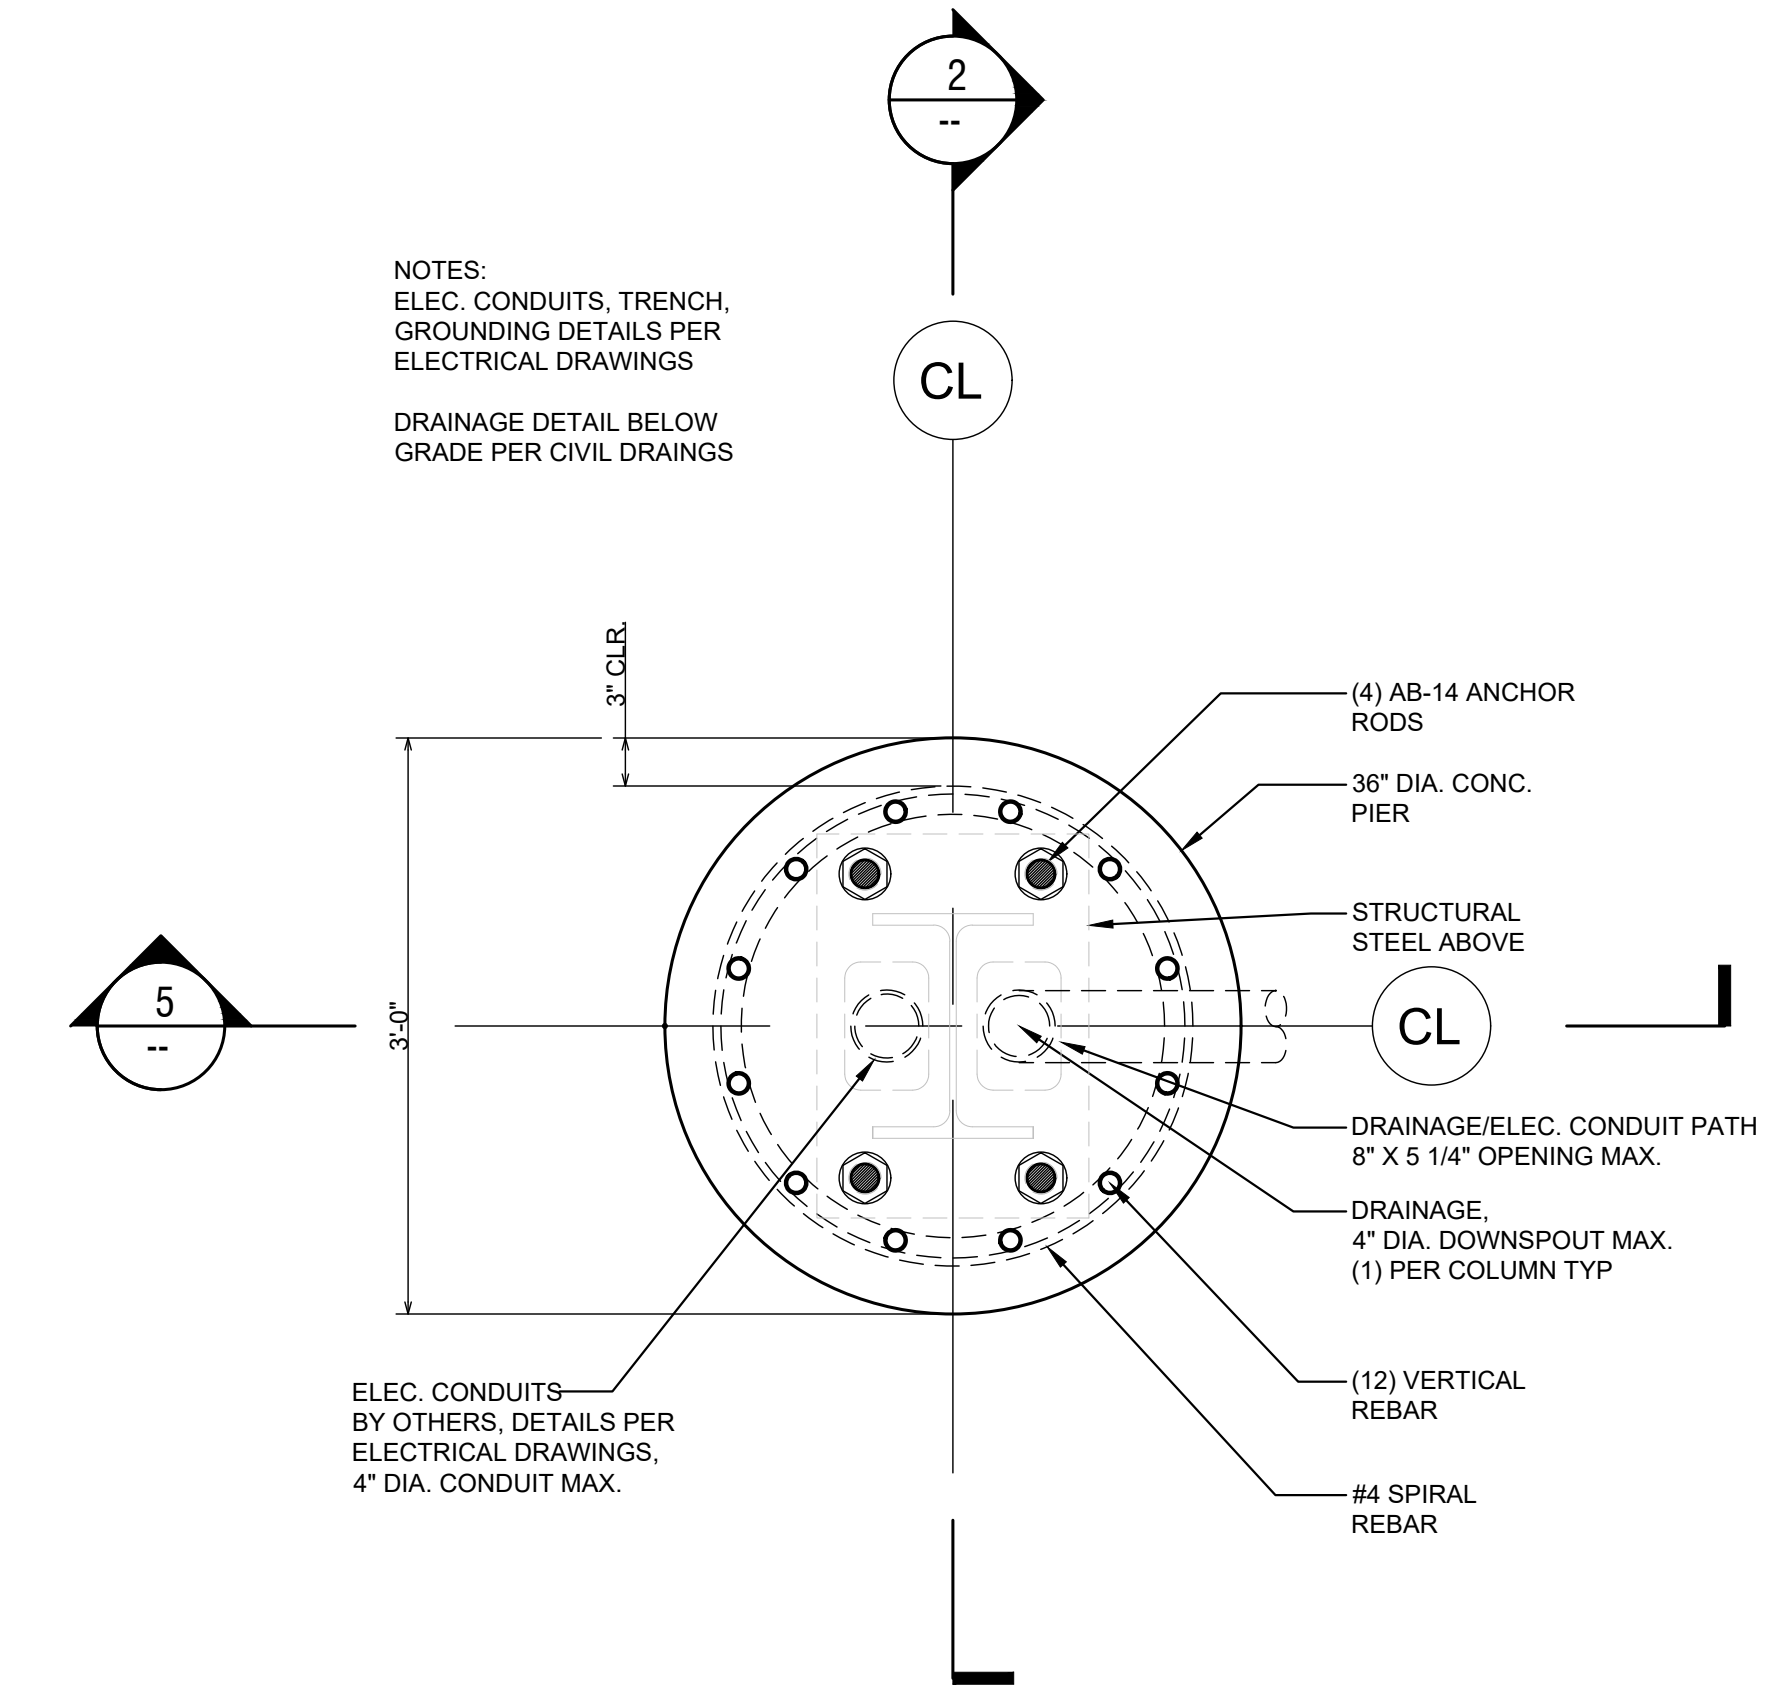 2
--
NOTES:
ELEC. CONDUITS, TRENCH,
GROUNDING DETAILS PER
ELECTRICAL DRAWINGS
DRAINAGE DETAIL BELOW
GRADE PER CIVIL DRAINGS
CL
3" CLR.
(4) AB-14 ANCHOR
RODS
36" DIA. CONC.
PIER
STRUCTURAL
STEEL ABOVE
5
--
3'-0"
CL
DRAINAGE/ELEC. CONDUIT PATH
8" X 5 1/4" OPENING MAX.
DRAINAGE,
4" DIA. DOWNSPOUT MAX.
(1) PER COLUMN TYP
(12) VERTICAL
REBAR
ELEC. CONDUITS
BY OTHERS, DETAILS PER
ELECTRICAL DRAWINGS,
4" DIA. CONDUIT MAX.
#4 SPIRAL
REBAR